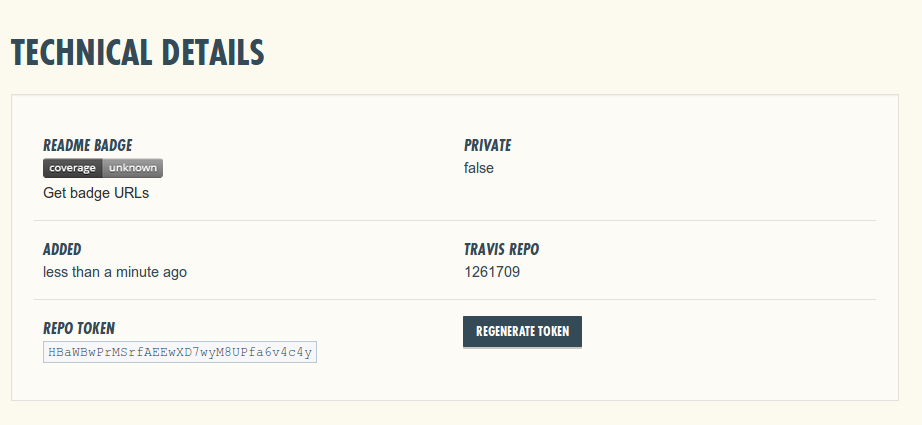 TECHNICAL DETAILS
README BADGE
coverage unknown
Get badge URLs
PRIVATE
false
ADDED
less than a minute ago
TRAVIS REPO
1261709
REPO TOKEN
HBaWBwPrMSrfAEEwXD7wyM8UPfa6v4c4y
REGENERATE TOKEN